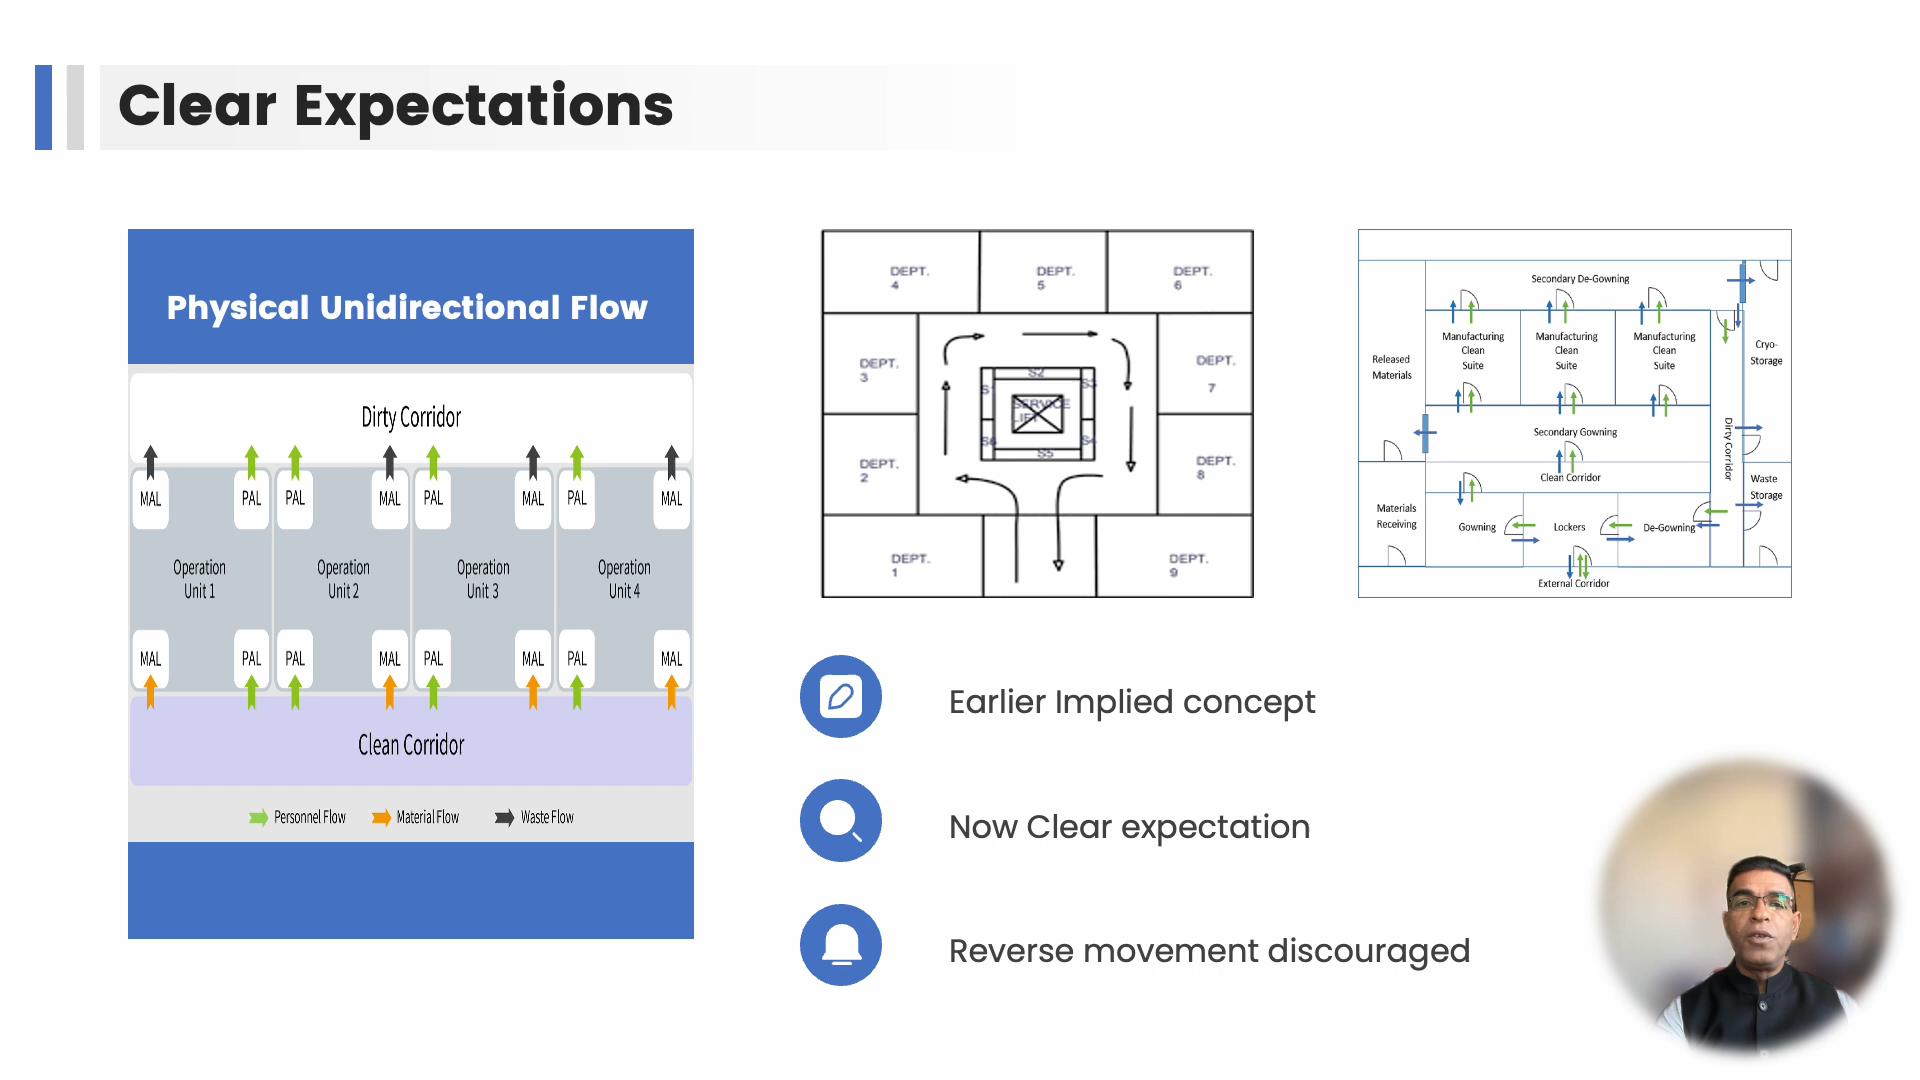 Clear Expectations
Physical Unidirectional Flow
Dirty Corridor
MAL PAL PAL MAL PAL MAL PAL MAL
Operation
Unit 1
Operation
Unit 2
Operation
Unit 3
Operation
Unit 4
MAL PAL PAL MAL PAL MAL PAL MAL
Clean Corridor
Personnel Flow
Material Flow
Waste Flow
DEPT.
4
DEPT.
5
DEPT.
6
DEPT.
3
DEPT.
7
DEPT.
2
DEPT.
8
DEPT.
1
DEPT.
9
S2
S3
SERVICE
S4
S5
Secondary De-Gowning
Manufacturing
Clean
Suite
Manufacturing
Clean
Suite
Manufacturing
Clean
Suite
Released
Materials
Cryo-
Storage
Secondary Gowning
Dirty Corridor
Clean Corridor
Waste
Storage
Materials
Receiving
Gowning
Lockers
De-Gowning
External Corridor
Earlier Implied concept
Now Clear expectation
Reverse movement discouraged